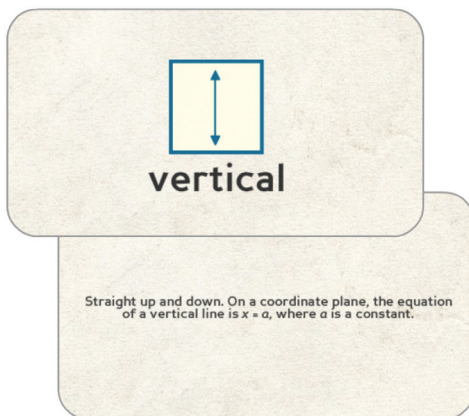 vertical
Straight up and down. On a coordinate plane, the equation
of a vertical line is x = a, where a is a constant.